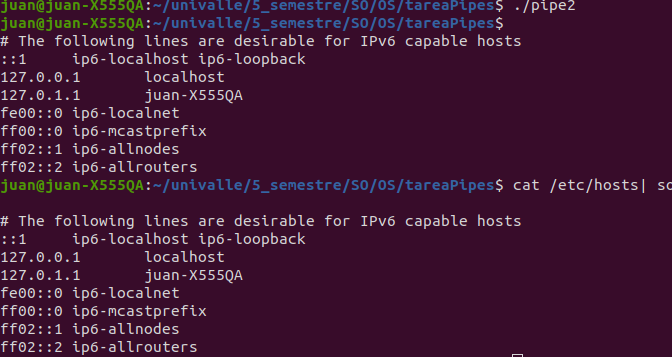 juan@juan-X555QA:~/univalle/5_semestre/SO/OS/tareaPipes$ ./pipe2
juan@juan-X555QA:~/univalle/5_semestre/SO/OS/tareaPipes$
# The following lines are desirable for IPv6 capable hosts
::1     ip6-localhost ip6-loopback
127.0.0.1       localhost
127.0.1.1       juan-X555QA
fe00::0 ip6-localnet
ff00::0 ip6-mcastprefix
ff02::1 ip6-allnodes
ff02::2 ip6-allrouters
juan@juan-X555QA:~/univalle/5_semestre/SO/OS/tareaPipes$ cat /etc/hosts| so
# The following lines are desirable for IPv6 capable hosts
::1     ip6-localhost ip6-loopback
127.0.0.1       localhost
127.0.1.1       juan-X555QA
fe00::0 ip6-localnet
ff00::0 ip6-mcastprefix
ff02::1 ip6-allnodes
ff02::2 ip6-allrouters